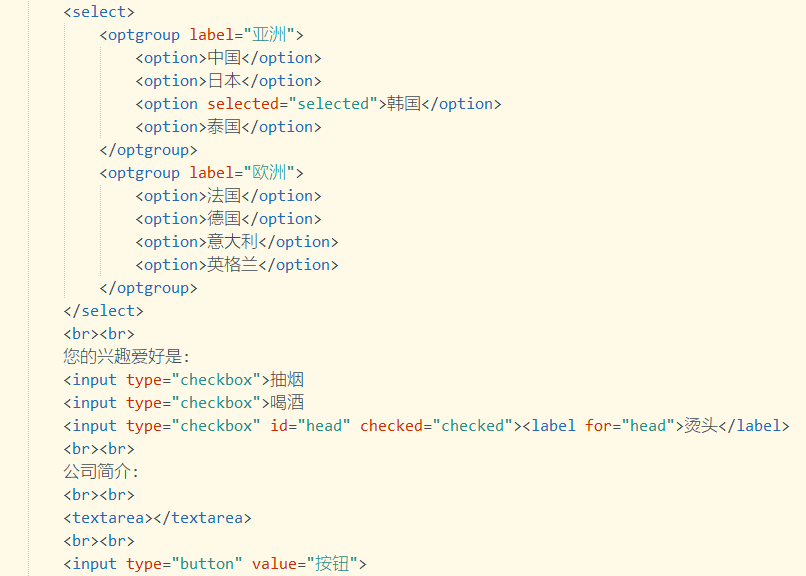 <select>
<optgroup label="亚洲">
<option>中国</option>
<option>日本</option>
<option selected="selected">韩国</option>
<option>泰国</option>
</optgroup>
<optgroup label="欧洲">
<option>法国</option>
<option>德国</option>
<option>意大利</option>
<option>英格兰</option>
</optgroup>
</select>
<br><br>
您的兴趣爱好是:
<input type="checkbox">抽烟
<input type="checkbox">喝酒
<input type="checkbox" id="head" checked="checked"><label for="head">烫头</label>
<br><br>
公司简介:
<br><br>
<textarea></textarea>
<br><br>
<input type="button" value="按钮">